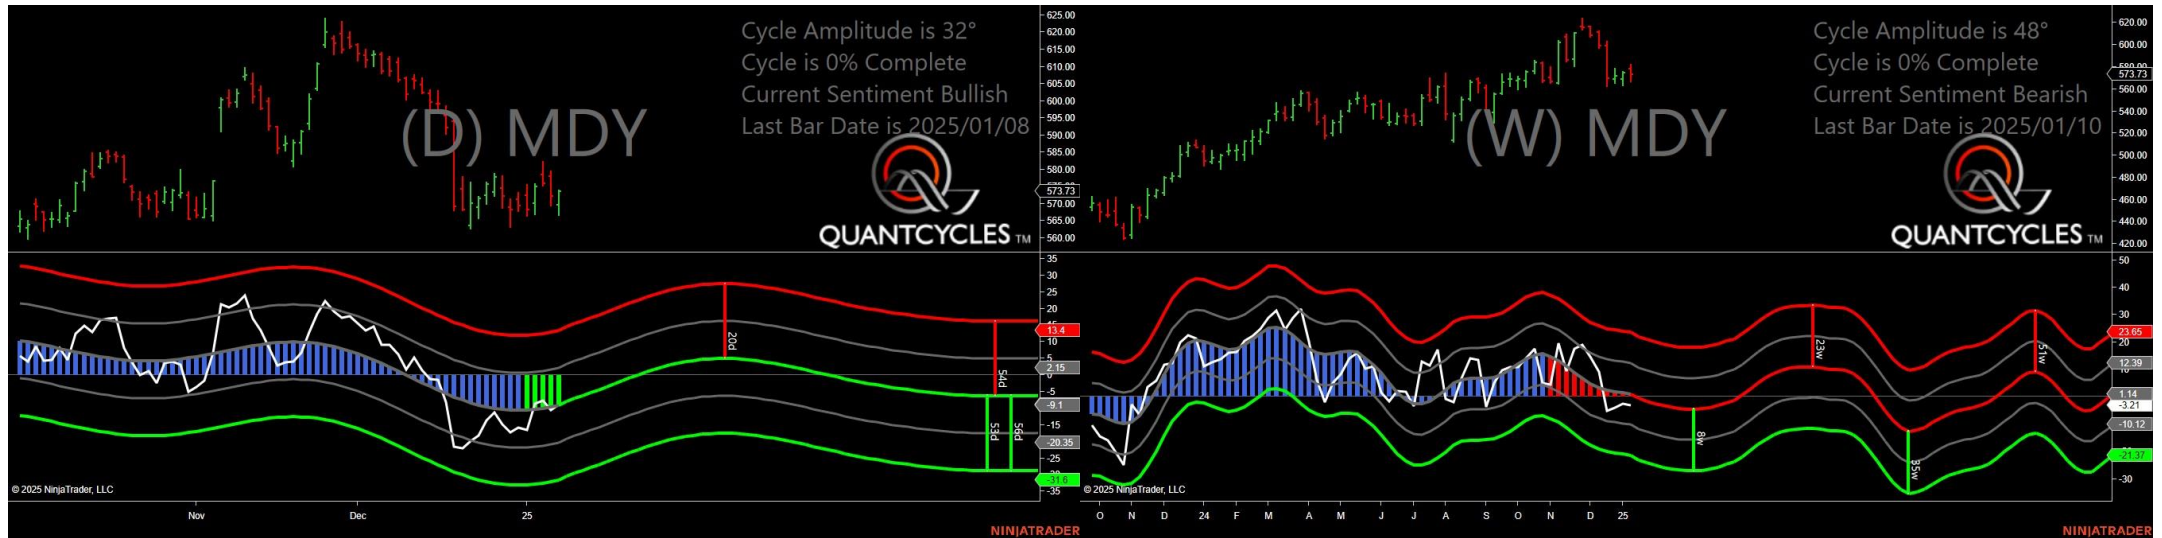 Cycle Amplitude is 32°
Cycle is 0% Complete
Current Sentiment Bullish
Last Bar Date is 2025/01/08
(D) MDY
QUANTCYCLES TM
625.00
620.00
615.00
610.00
605.00
600.00
595.00
590.00
585.00
580.00
573.73
570.00
565.00
560.00
35
30
25
20
13.4
10
5
2.15
-5
-9.1
-15
-20.35
-25
-31.6
-35
20d
54d
53d
56d
© 2025 NinjaTrader, LLC
Nov
Dec
25
NINJATRADER
Cycle Amplitude is 48°
Cycle is 0% Complete
Current Sentiment Bearish
Last Bar Date is 2025/01/10
(W) MDY
QUANTCYCLES TM
620.00
600.00
573.73
560.00
540.00
520.00
500.00
480.00
460.00
440.00
420.00
50
40
30
23.65
20
12.39
1.14
-3.21
-10.12
-21.37
-30
23w
51w
8w
35w
© 2025 NinjaTrader, LLC
O N D 24 F M A M J J A S O N D 25
NINJATRADER